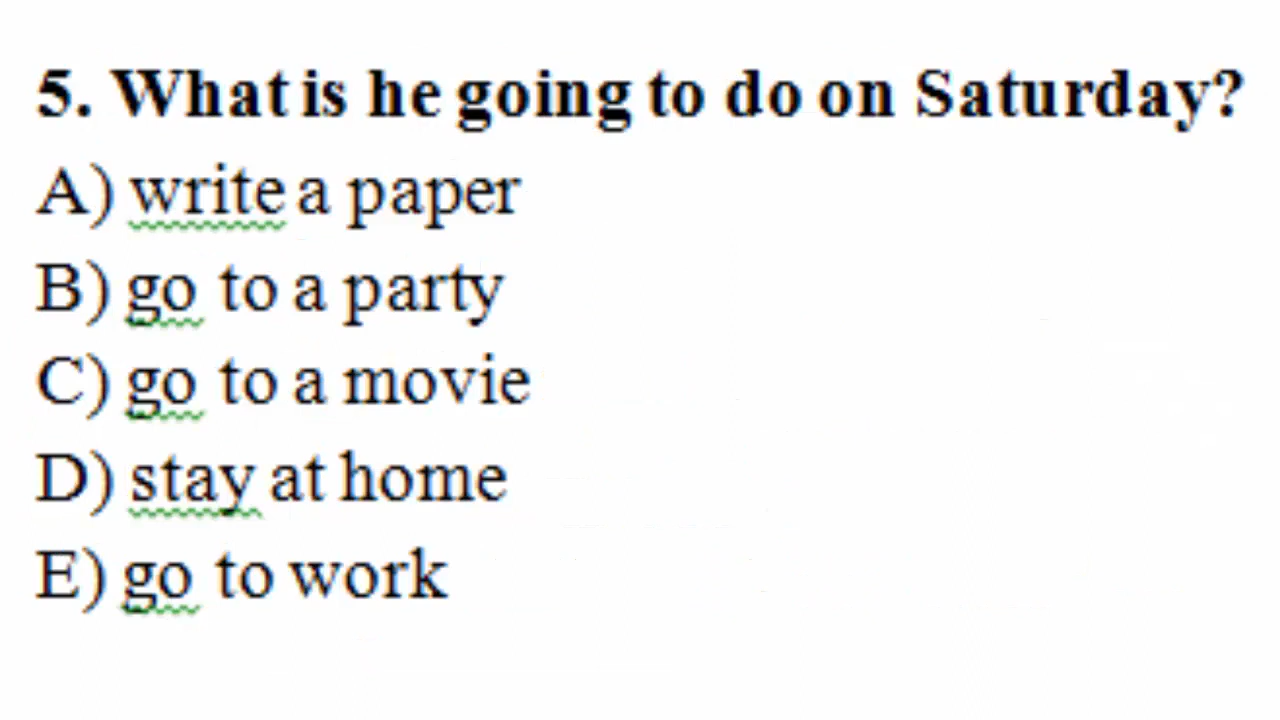 5. What is he going to do on Saturday?
A) write a paper
B) go to a party
C) go to a movie
D) stay at home
E) go to work